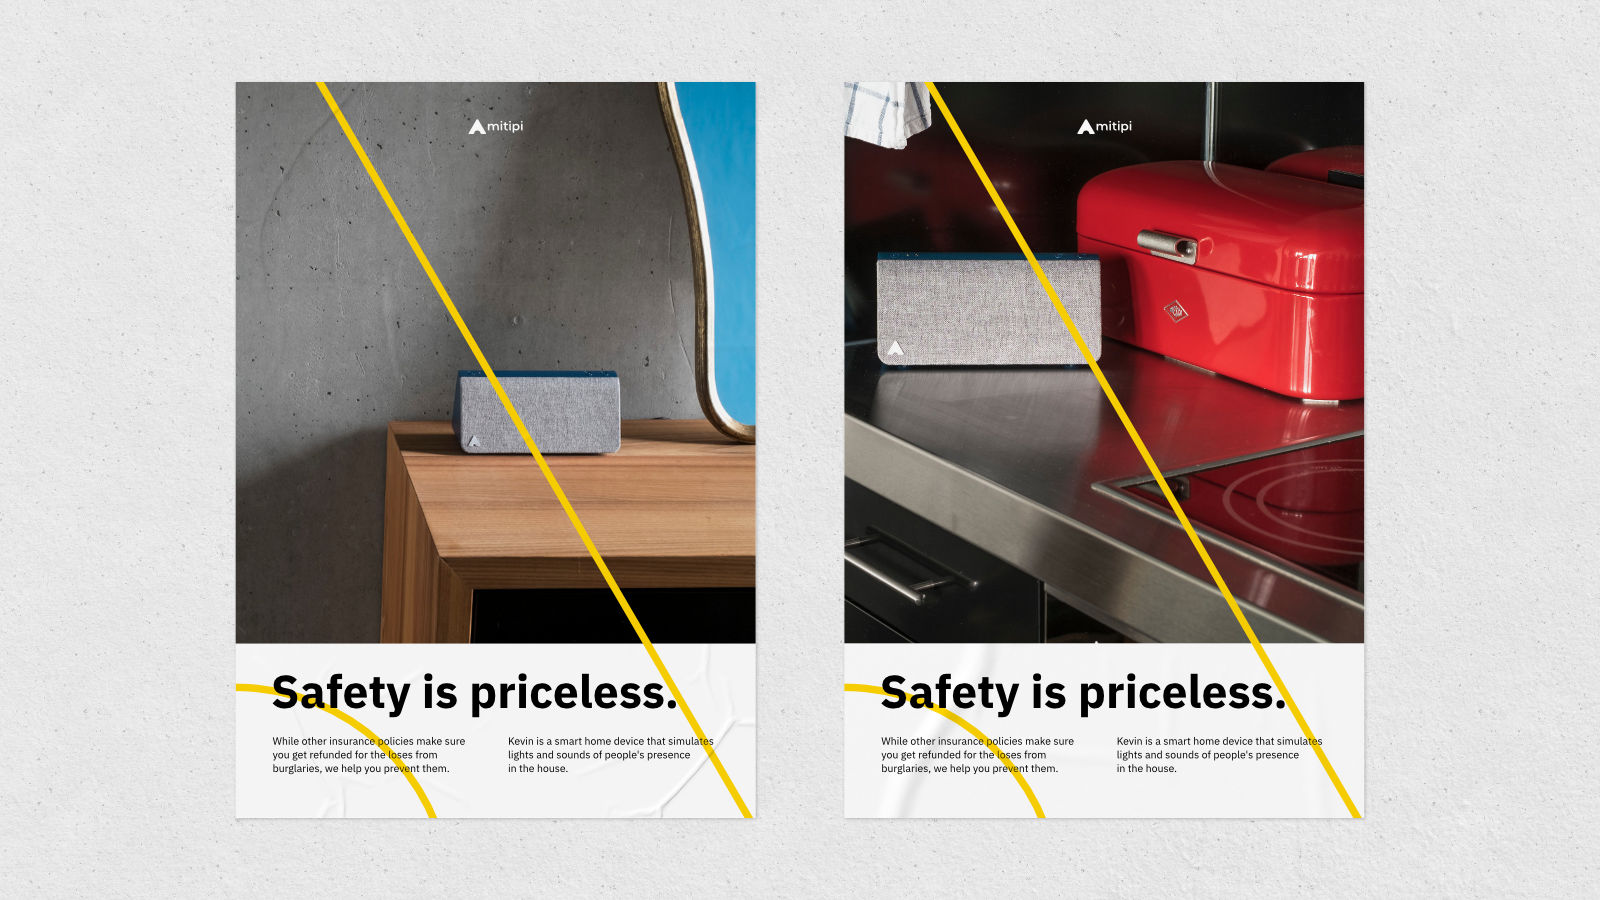 mitipi
Safety is priceless.
While other insurance policies make sure
you get refunded for the loses from
burglaries, we help you prevent them.
Kevin is a smart home device that simulates
lights and sounds of people's presence
in the house.
mitipi
Safety is priceless.
While other insurance policies make sure
you get refunded for the loses from
burglaries, we help you prevent them.
Kevin is a smart home device that simulates
lights and sounds of people's presence
in the house.